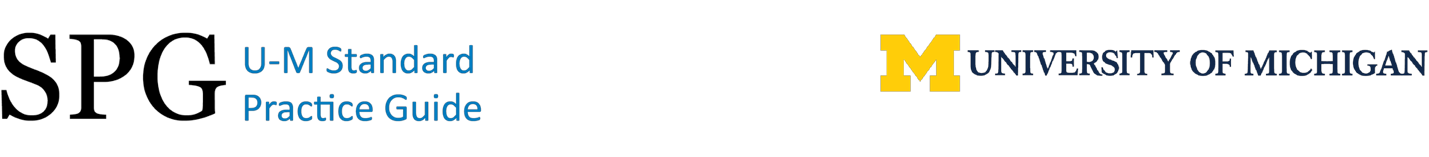 SPG
U-M Standard
Practice Guide
M UNIVERSITY OF MICHIGAN